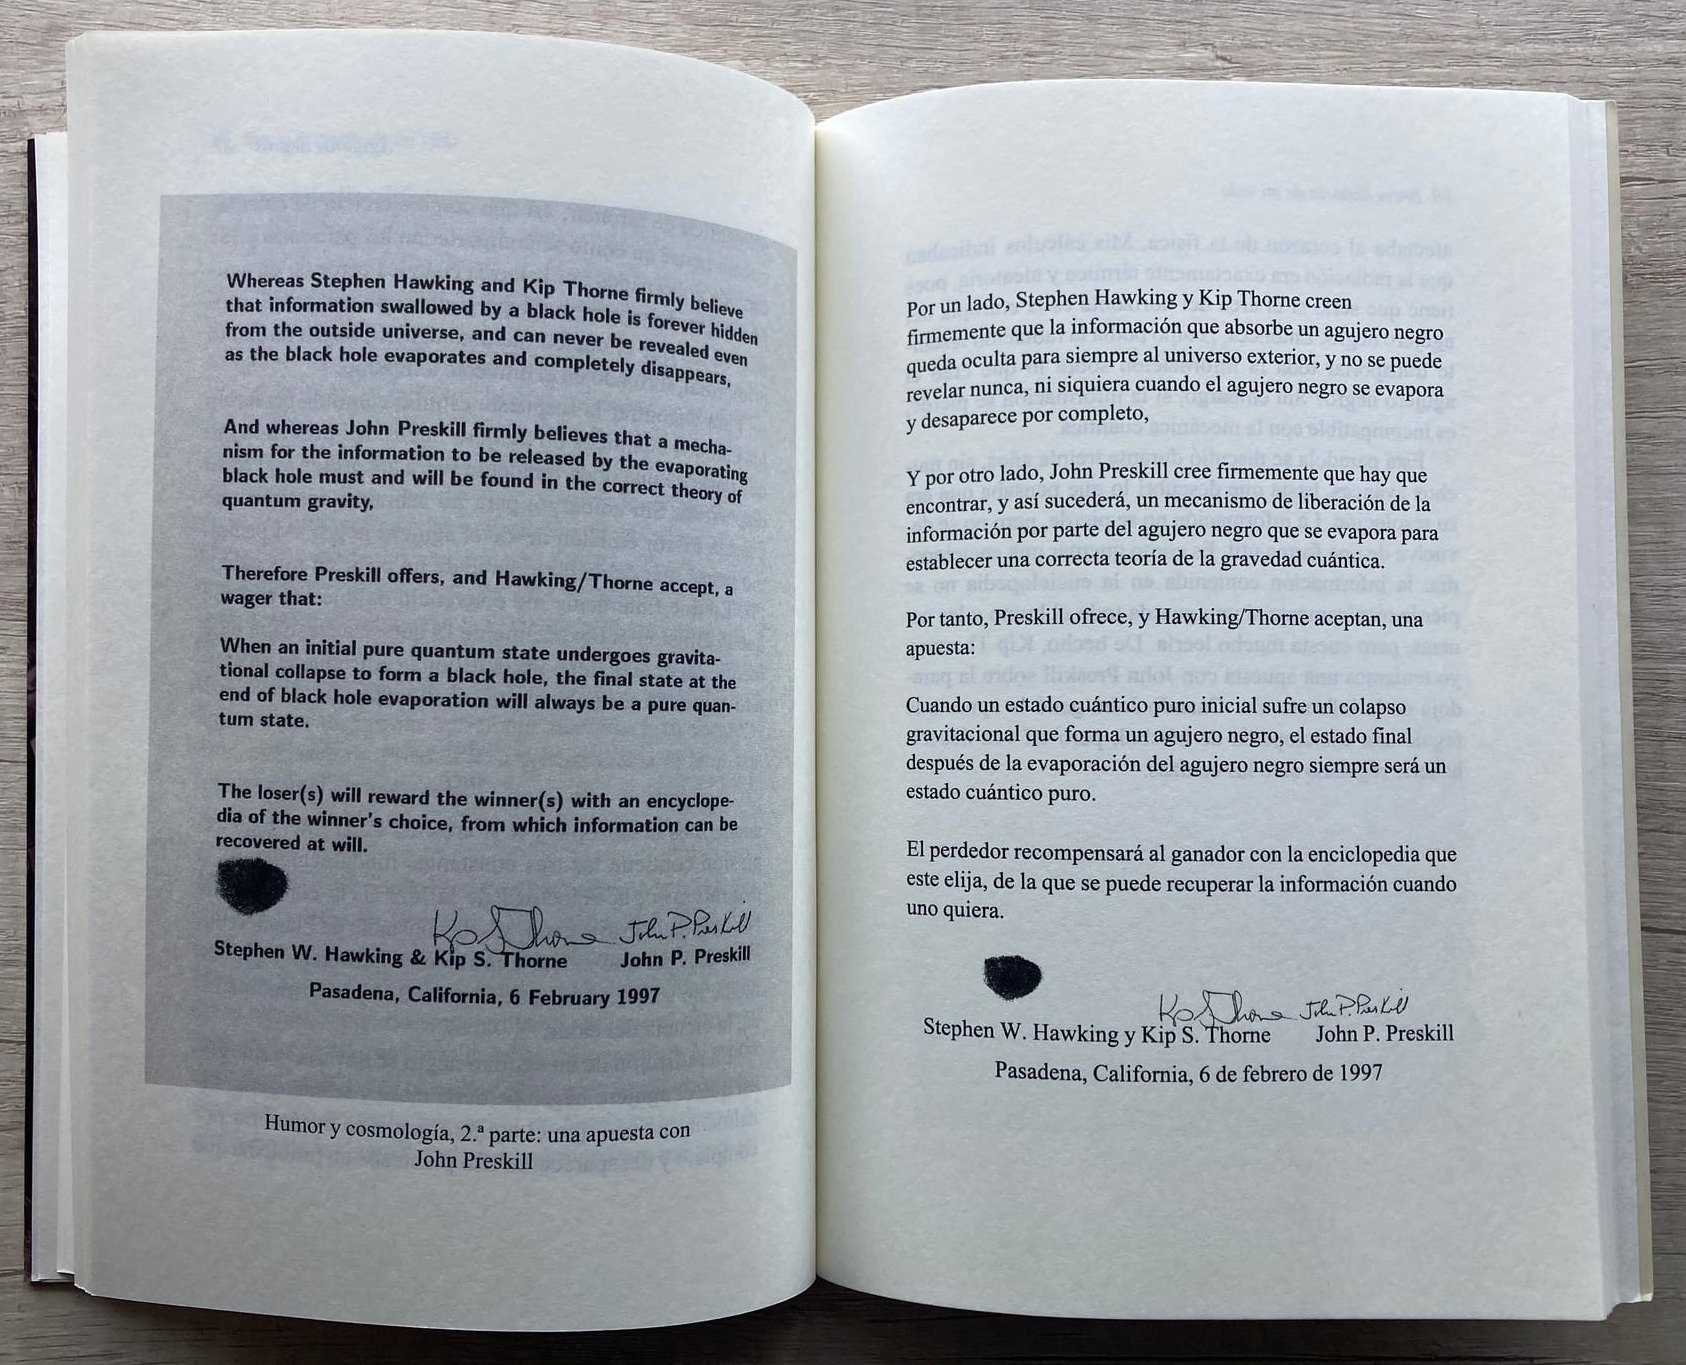 Whereas Stephen Hawking and Kip Thorne firmly believe
that information swallowed by a black hole is forever hidden
from the outside universe, and can never be revealed even
as the black hole evaporates and completely disappears,
And whereas John Preskill firmly believes that a mecha-
nism for the information to be released by the evaporating
black hole must and will be found in the correct theory of
quantum gravity,
Therefore Preskill offers, and Hawking/Thorne accept, a
wager that:
When an initial pure quantum state undergoes gravita-
tional collapse to form a black hole, the final state at the
end of black hole evaporation will always be a pure quan-
tum state.
The loser(s) will reward the winner(s) with an encyclope-
dia of the winner's choice, from which information can be
recovered at will.
Kip S Thorne John P. Preskill
Stephen W. Hawking & Kip S. Thorne John P. Preskill
Pasadena, California, 6 February 1997
Humor y cosmología, 2.ª parte: una apuesta con
John Preskill
Por un lado, Stephen Hawking y Kip Thorne creen
firmemente que la información que absorbe un agujero negro
queda oculta para siempre al universo exterior, y no se puede
revelar nunca, ni siquiera cuando el agujero negro se evapora
y desaparece por completo,
Y por otro lado, John Preskill cree firmemente que hay que
encontrar, y así sucederá, un mecanismo de liberación de la
información por parte del agujero negro que se evapora para
establecer una correcta teoría de la gravedad cuántica.
Por tanto, Preskill ofrece, y Hawking/Thorne aceptan, una
apuesta:
Cuando un estado cuántico puro inicial sufre un colapso
gravitacional que forma un agujero negro, el estado final
después de la evaporación del agujero negro siempre será un
estado cuántico puro.
El perdedor recompensará al ganador con la enciclopedia que
este elija, de la que se puede recuperar la información cuando
uno quiera.
Kip S Thorne John P. Preskill
Stephen W. Hawking y Kip S. Thorne John P. Preskill
Pasadena, California, 6 de febrero de 1997